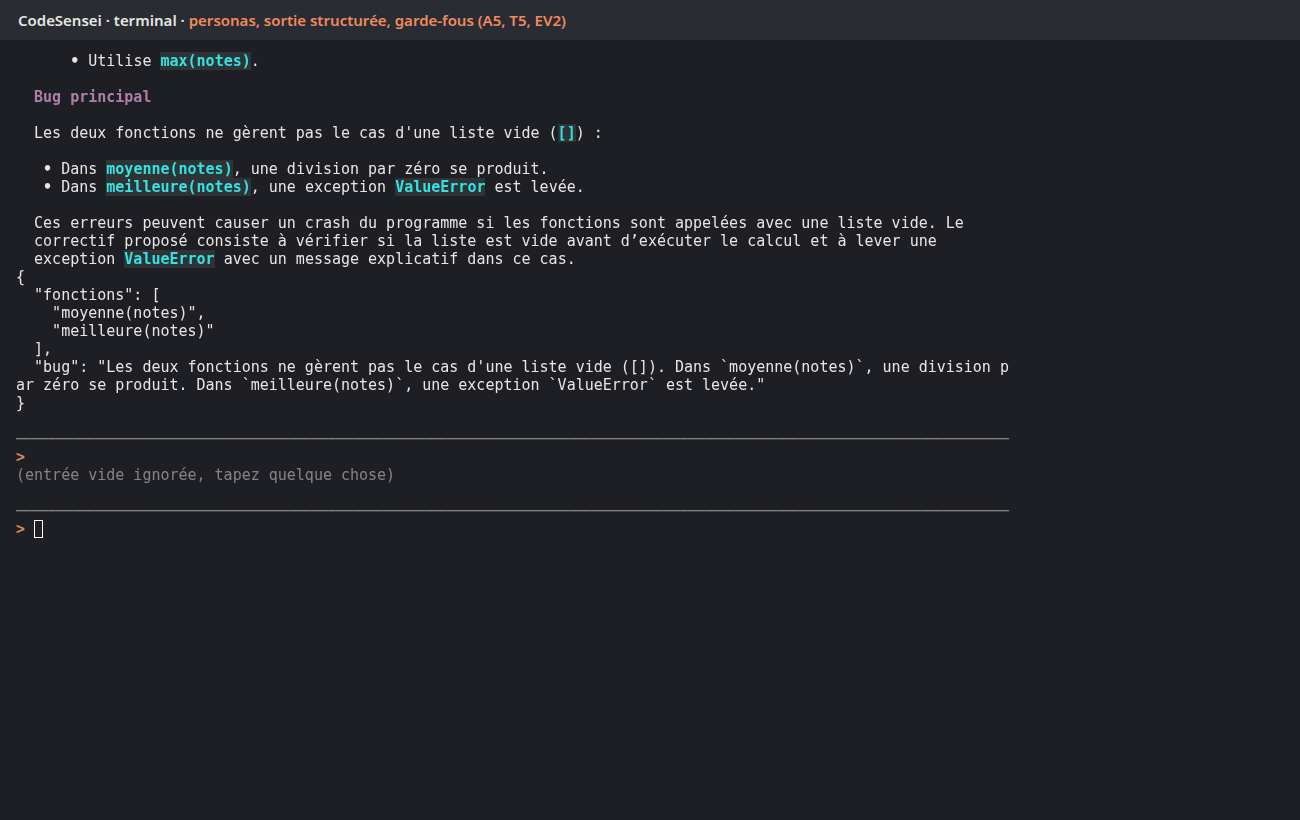 CodeSensei · terminal · personas, sortie structurée, garde-fous (A5, T5, EV2)
• Utilise max(notes).
Bug principal
Les deux fonctions ne gèrent pas le cas d'une liste vide ([]) :
• Dans moyenne(notes), une division par zéro se produit.
• Dans meilleure(notes), une exception ValueError est levée.
Ces erreurs peuvent causer un crash du programme si les fonctions sont appelées avec une liste vide. Le
correctif proposé consiste à vérifier si la liste est vide avant d’exécuter le calcul et à lever une
exception ValueError avec un message explicatif dans ce cas.
{
  "fonctions": [
    "moyenne(notes)",
    "meilleure(notes)"
  ],
  "bug": "Les deux fonctions ne gèrent pas le cas d'une liste vide ([]). Dans `moyenne(notes)`, une division p
ar zéro se produit. Dans `meilleure(notes)`, une exception `ValueError` est levée."
}
>
(entrée vide ignorée, tapez quelque chose)
>